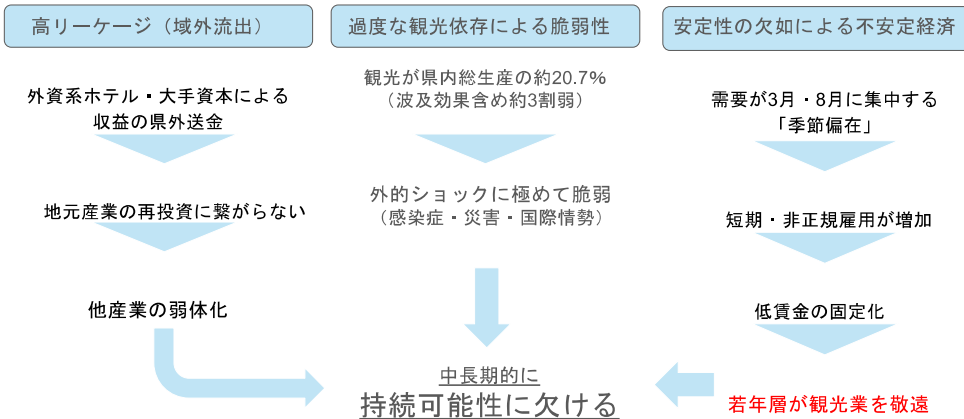 高リーケージ（域外流出）
外資系ホテル・大手資本による
収益の県外送金
地元産業の再投資に繋がらない
他産業の弱体化
過度な観光依存による脆弱性
観光が県内総生産の約20.7%
（波及効果含め約3割弱）
外的ショックに極めて脆弱
（感染症・災害・国際情勢）
安定性の欠如による不安定経済
需要が3月・8月に集中する
「季節偏在」
短期・非正規雇用が増加
低賃金の固定化
若年層が観光業を敬遠
中長期的に
持続可能性に欠ける